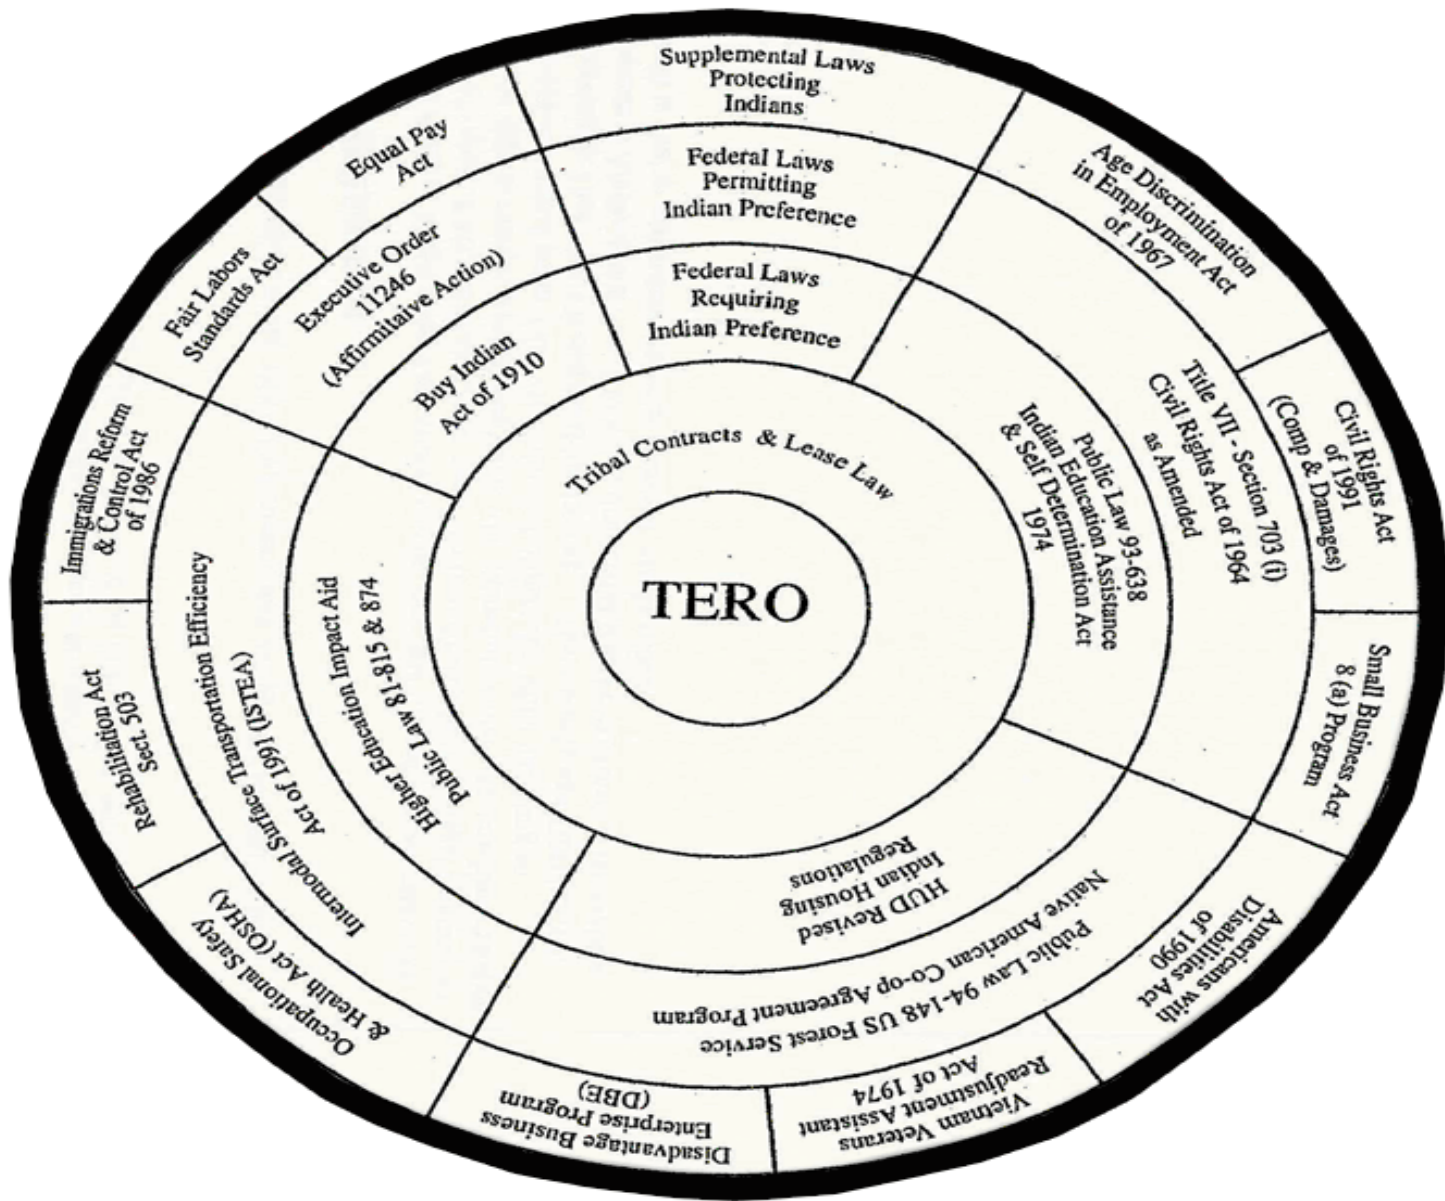 Supplemental Laws
Protecting
Indians
Age Discrimination
in Employment Act
of 1967
Civil Rights Act
of 1991
(Comp & Damages)
Small Business Act
8 (a) Program
Americans with
Disabilities Act
of 1990
Vietnam Veterans
Readjustment Assistant
Act of 1974
Disadvantage Business
Enterprise Program
(DBE)
Occupational Safety
& Health Act (OSHA)
Rehabilitation Act
Sect. 503
Immigrations Reform
& Control Act
of 1986
Fair Labors
Standards Act
Equal Pay
Act
Federal Laws
Permitting
Indian Preference
Title VII - Section 703 (i)
Civil Rights Act of 1964
as Amended
Public Law 94-148 US Forest Service
Native American Co-op Agreement Program
Intermodal Surface Transportation Efficiency
Act of 1991 (ISTEA)
Executive Order
11246
(Affirmitaive Action)
Federal Laws
Requiring
Indian Preference
Public Law 93-638
Indian Education Assistance
& Self Determination Act
1974
HUD Revised
Indian Housing
Regulations
Higher Education Impact Aid
Public Law 81-815 & 874
Buy Indian
Act of 1910
Tribal Contracts & Lease Law
TERO